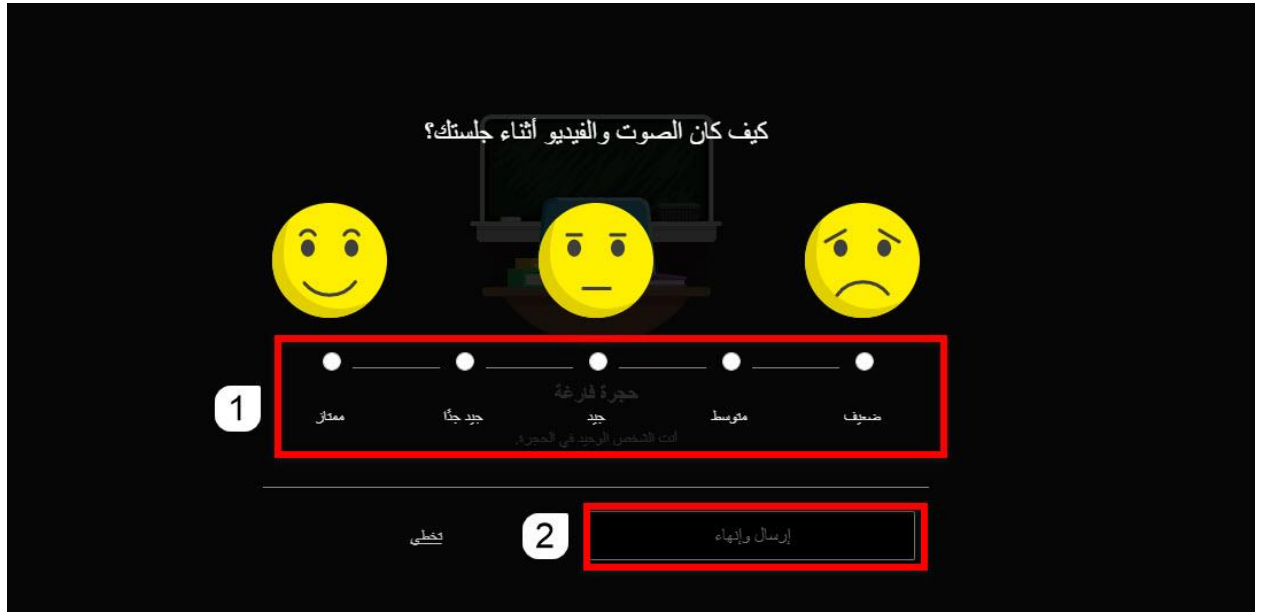 كيف كان الصوت والفيديو أثناء جلستك؟
ضعيف متوسط جيد جيد جدًا ممتاز
1
حجرة فارغة
أنت الشخص الوحيد في الحجرة.
إرسال وإنهاء
2
تخطي